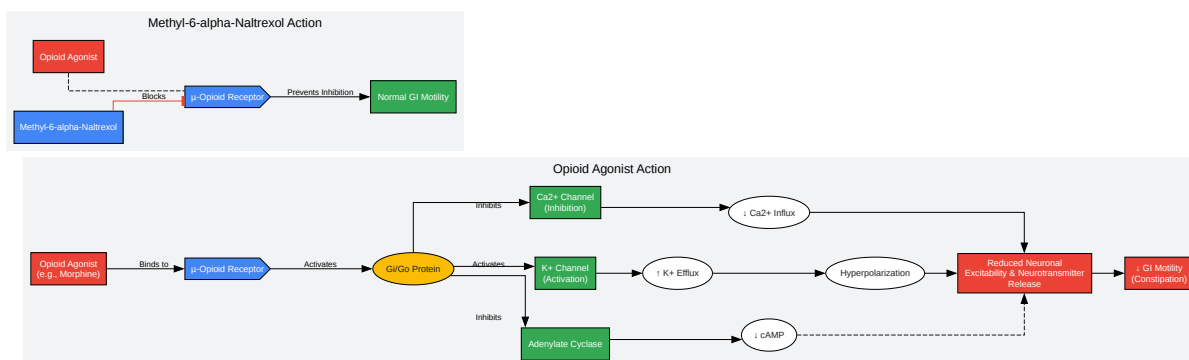 Methyl-6-alpha-Naltrexol Action
Opioid Agonist
Blocks
µ-Opioid Receptor
Prevents Inhibition
Normal GI Motility
Methyl-6-alpha-Naltrexol
Opioid Agonist Action
Opioid Agonist
(e.g., Morphine)
Binds to
µ-Opioid Receptor
Activates
Gi/Go Protein
Inhibits
Ca2+ Channel
(Inhibition)
↓ Ca2+ Influx
Activates
K+ Channel
(Activation)
↑ K+ Efflux
Hyperpolarization
Inhibits
Adenylate Cyclase
↓ cAMP
Reduced Neuronal
Excitability & Neurotransmitter
Release
↓ GI Motility
(Constipation)